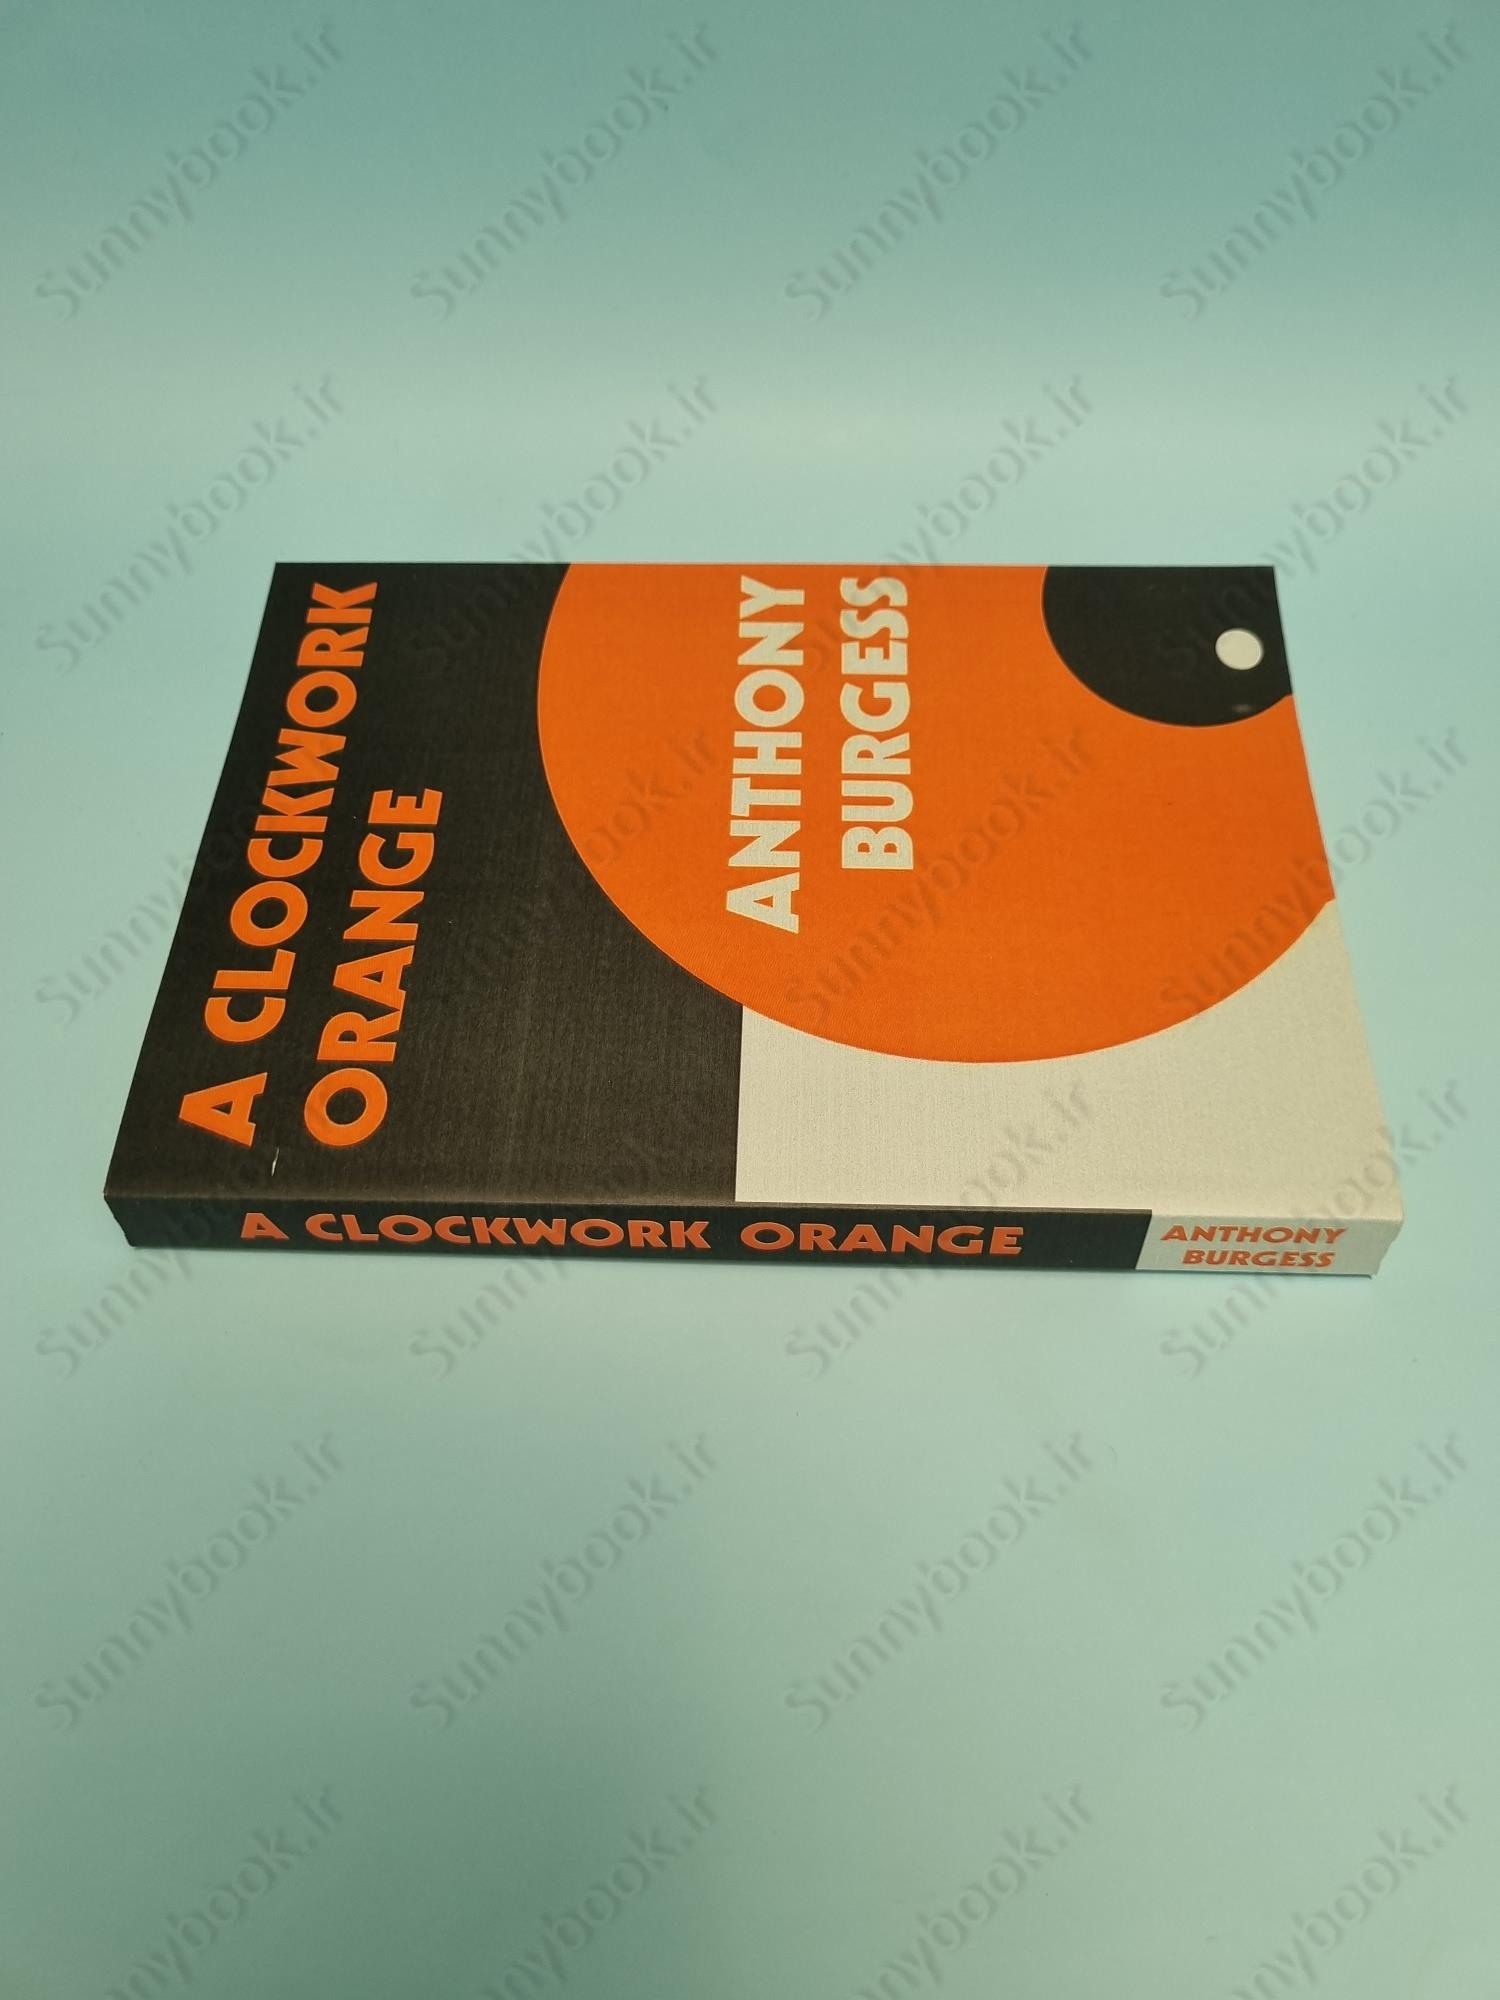 A CLOCKWORK
ORANGE
ANTHONY
BURGESS
A CLOCKWORK ORANGE
ANTHONY
BURGESS
Sunnybook.ir